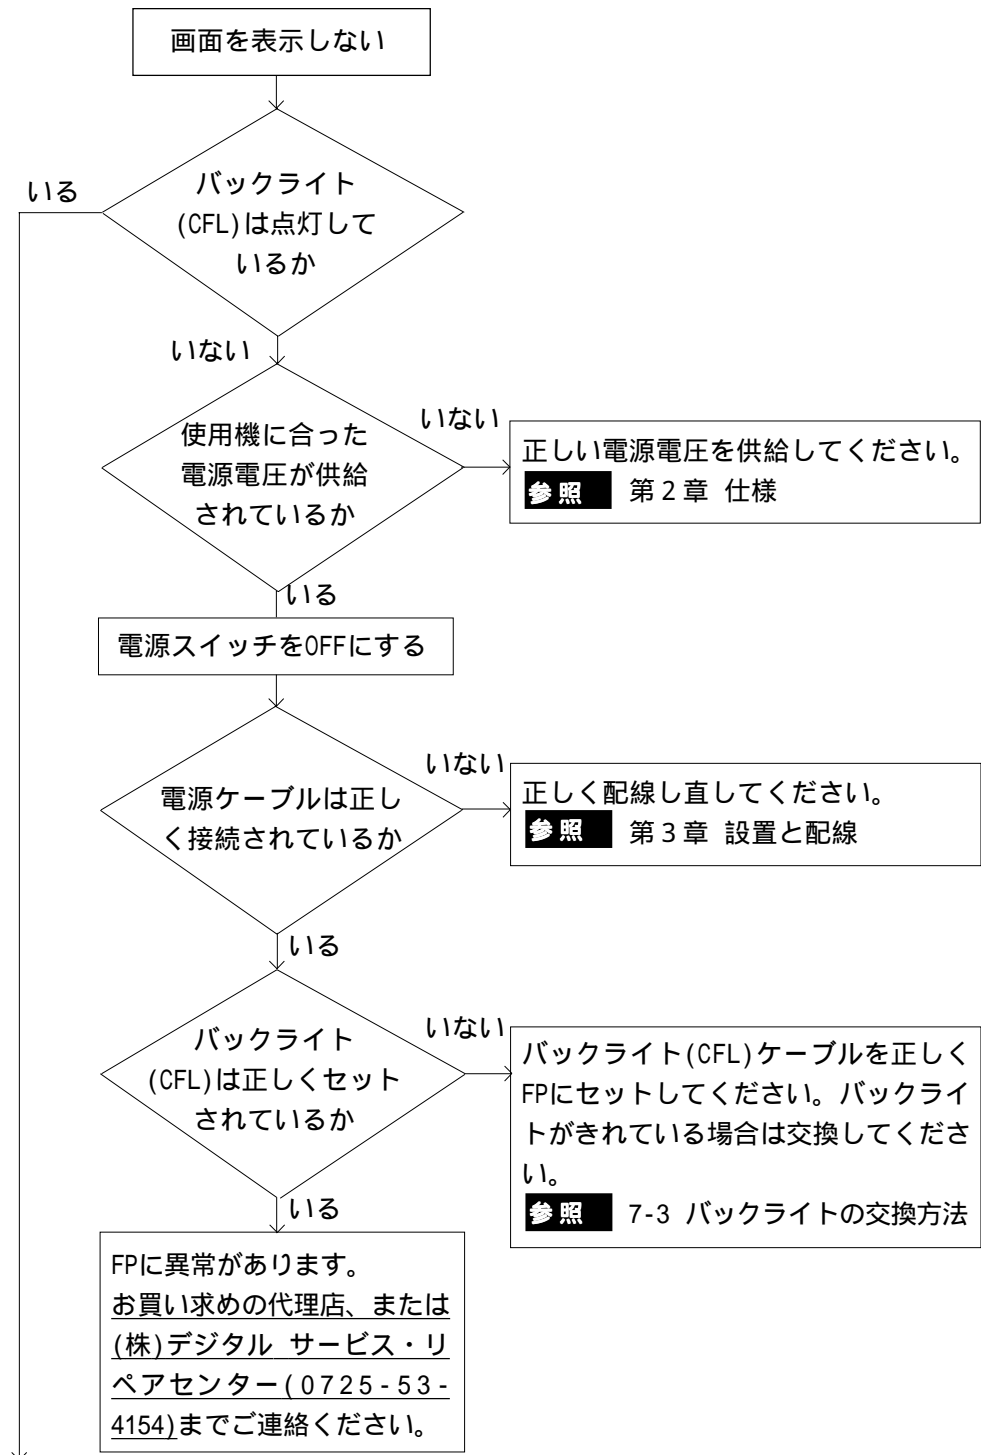 画面を表示しない
いる
バックライト
(CFL)は点灯して
いるか
いない
使用機に合った
電源電圧が供給
されているか
いない
正しい電源電圧を供給してください。
参照 第2章 仕様
いる
電源スイッチをOFFにする
電源ケーブルは正し
く接続されているか
いない
正しく配線し直してください。
参照 第3章 設置と配線
いる
バックライト
(CFL)は正しくセット
されているか
いない
バックライト(CFL)ケーブルを正しく
FPにセットしてください。バックライ
トがきれている場合は交換してくださ
い。
参照 7-3 バックライトの交換方法
いる
FPに異常があります。
お買い求めの代理店、または
(株)デジタル サービス・リ
ペアセンター(0725-53-
4154)までご連絡ください。